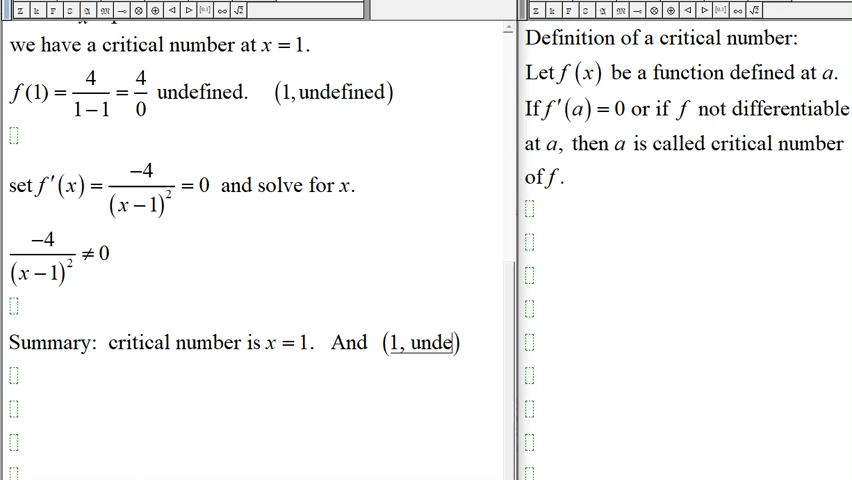 we have a critical number at x = 1.
f(1) = 4/(1−1) = 4/0 undefined. (1, undefined)
set f′(x) = −4/(x−1)² = 0 and solve for x.
−4/(x−1)² ≠ 0
Summary: critical number is x = 1. And (1, unde)
Definition of a critical number:
Let f(x) be a function defined at a.
If f′(a) = 0 or if f not differentiable
at a, then a is called critical number
of f.